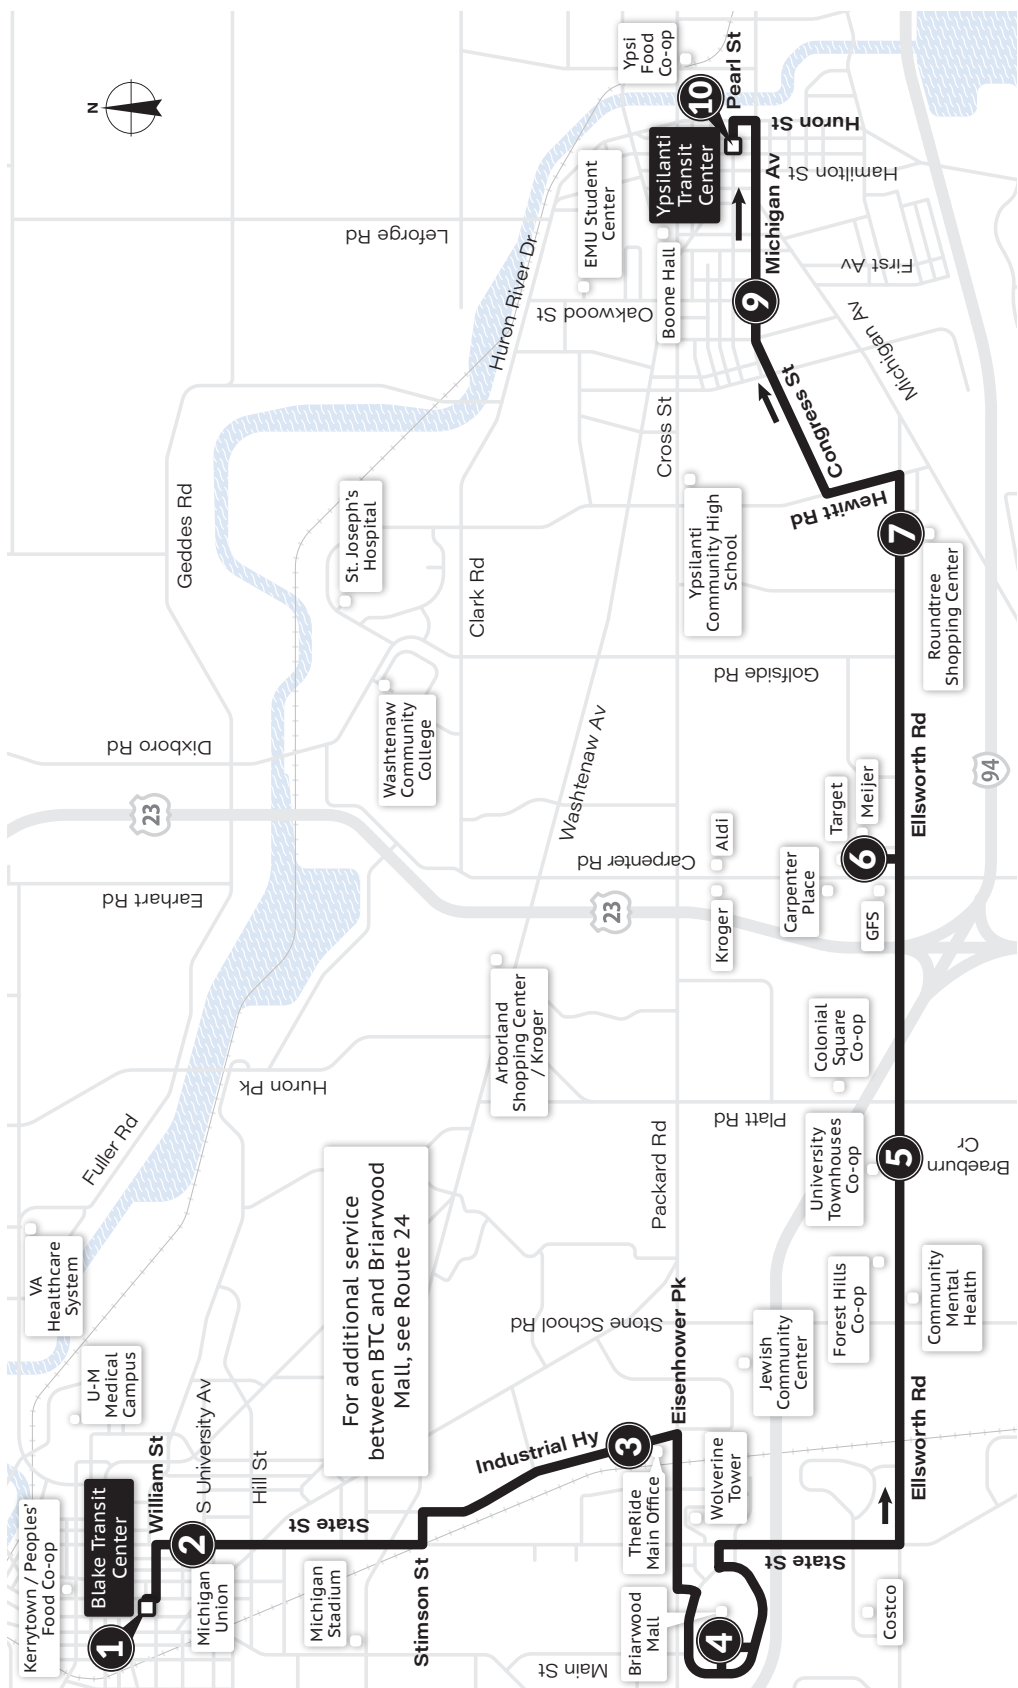 Kerrytown / Peoples'
Food Co-op
VA
Healthcare
System
U-M
Medical
Campus
Fuller Rd
Huron Pk
Earhart Rd
23
Dixboro Rd
Geddes Rd
Leforge Rd
N
1
Blake Transit
Center
William St
2
Michigan
Union
S University Av
Hill St
State St
Michigan
Stadium
Stimson St
For additional service
between BTC and Briarwood
Mall, see Route 24
Washtenaw
Community
College
St. Joseph's
Hospital
Clark Rd
Huron River Dr
Arborland
Shopping Center
/ Kroger
Washtenaw Av
Industrial Hy
3
TheRide
Main Office
Eisenhower Pk
Stone School Rd
Packard Rd
Carpenter Rd
23
Cross St
Oakwood St
EMU Student
Center
Boone Hall
Ypsi
Food
Co-op
Ypsilanti
Transit
Center
10
Pearl St
Main St
Briarwood
Mall
4
Wolverine
Tower
Jewish
Community
Center
Platt Rd
Kroger
Aldi
Golfside Rd
Ypsilanti
Community High
School
Congress St
9
Michigan Av
Huron St
Hamilton St
First Av
Michigan Av
State St
Costco
Ellsworth Rd
Forest Hills
Co-op
Community
Mental
Health
University
Townhouses
Co-op
5
Braeburn
Cr
Colonial
Square
Co-op
Carpenter
Place
GFS
Target
Meijer
6
Ellsworth Rd
Hewitt Rd
7
Roundtree
Shopping Center
94